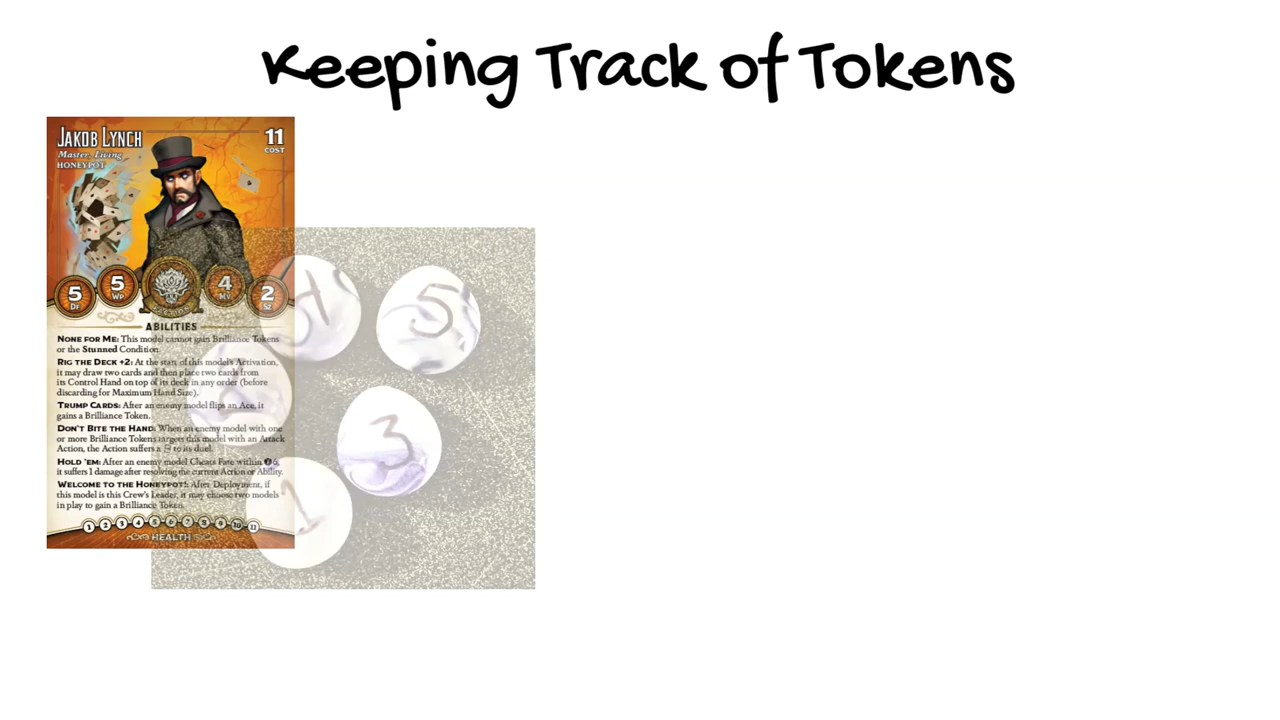 Keeping Track of Tokens
JAKOB LYNCH
11
COST
Master, Living
HONEYPOT
5
DF
5
WP
4
MV
2
SZ
ABILITIES
NONE FOR ME: This model cannot gain Brilliance Tokens
or the Stunned Condition.
RIG THE DECK +2: At the start of this model's Activation,
it may draw two cards and then place two cards from
its Control Hand on top of its deck in any order (before
discarding for Maximum Hand Size).
TRUMP CARDS: After an enemy model flips an Ace, it
gains a Brilliance Token.
DON'T BITE THE HAND: When an enemy model with one
or more Brilliance Tokens targets this model with an Attack
Action, the Action suffers a to its duel.
HOLD 'EM: After an enemy model Cheats Fate within 6,
it suffers 1 damage after resolving the current Action or Ability.
WELCOME TO THE HONEYPOT!: After Deployment, if
this model is this Crew's Leader, it may choose two models
in play to gain a Brilliance Token.
1 2 3 4 5 6 7 8 9 10 11
HEALTH
4
5
2
3
1